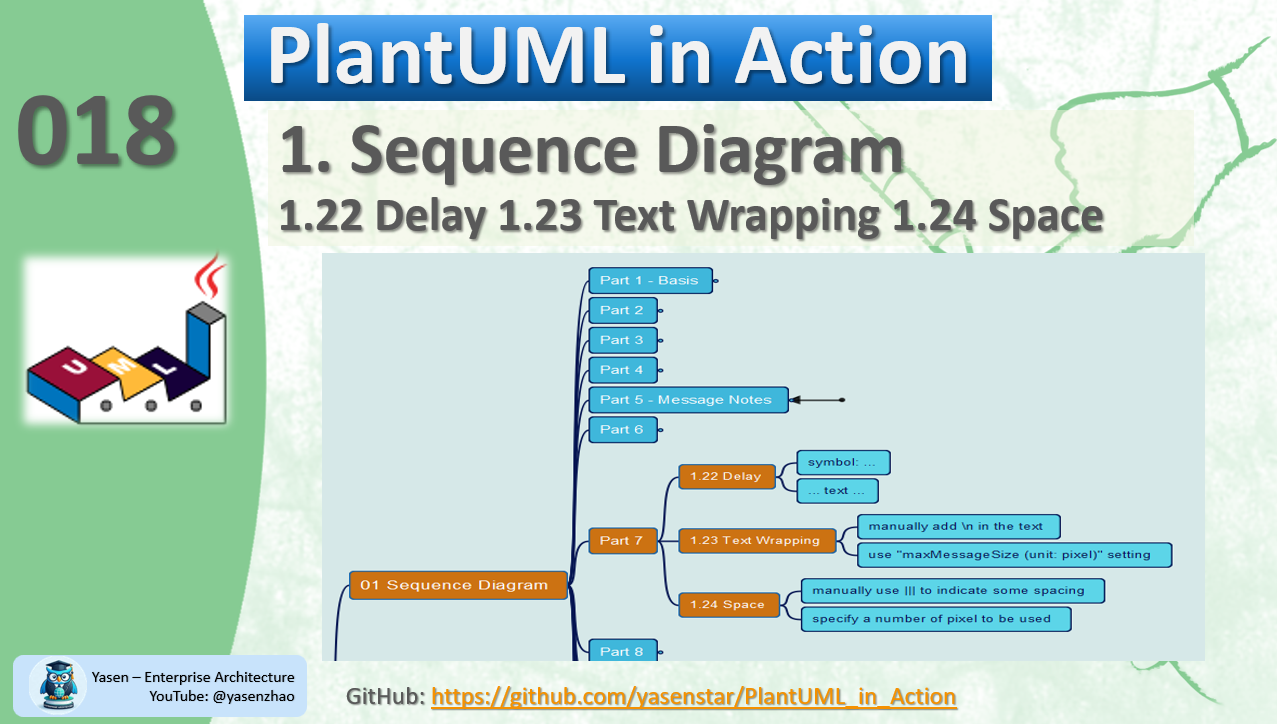 PlantUML in Action
018
1. Sequence Diagram
1.22 Delay 1.23 Text Wrapping 1.24 Space
UML
Part 1 - Basis
Part 2
Part 3
Part 4
Part 5 - Message Notes
Part 6
1.22 Delay
symbol: ...
... text ...
Part 7
1.23 Text Wrapping
manually add \n in the text
use "maxMessageSize (unit: pixel)" setting
01 Sequence Diagram
1.24 Space
manually use ||| to indicate some spacing
specify a number of pixel to be used
Part 8
Yasen – Enterprise Architecture
YouTube: @yasenzhao
GitHub: https://github.com/yasenstar/PlantUML_in_Action